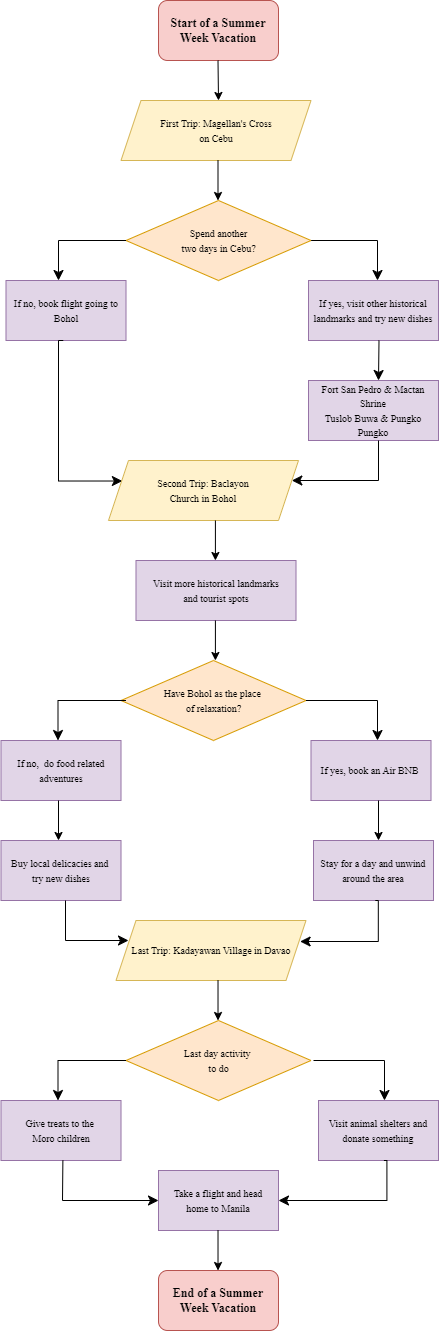 Start of a Summer
Week Vacation
First Trip: Magellan's Cross
on Cebu
Spend another
two days in Cebu?
If no, book flight going to
Bohol
If yes, visit other historical
landmarks and try new dishes
Fort San Pedro & Mactan
Shrine
Tuslob Buwa & Pungko
Pungko
Second Trip: Baclayon
Church in Bohol
Visit more historical landmarks
and tourist spots
Have Bohol as the place
of relaxation?
If no, do food related
adventures
If yes, book an Air BNB
Buy local delicacies and
try new dishes
Stay for a day and unwind
around the area
Last Trip: Kadayawan Village in Davao
Last day activity
to do
Give treats to the
Moro children
Visit animal shelters and
donate something
Take a flight and head
home to Manila
End of a Summer
Week Vacation